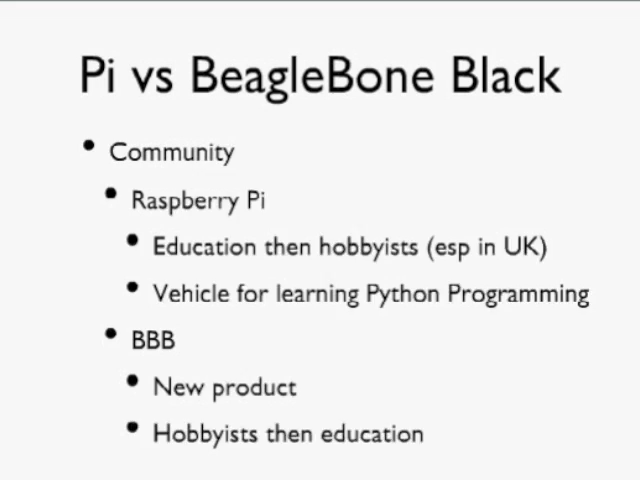 Pi vs BeagleBone Black
• Community
• Raspberry Pi
• Education then hobbyists (esp in UK)
• Vehicle for learning Python Programming
• BBB
• New product
• Hobbyists then education